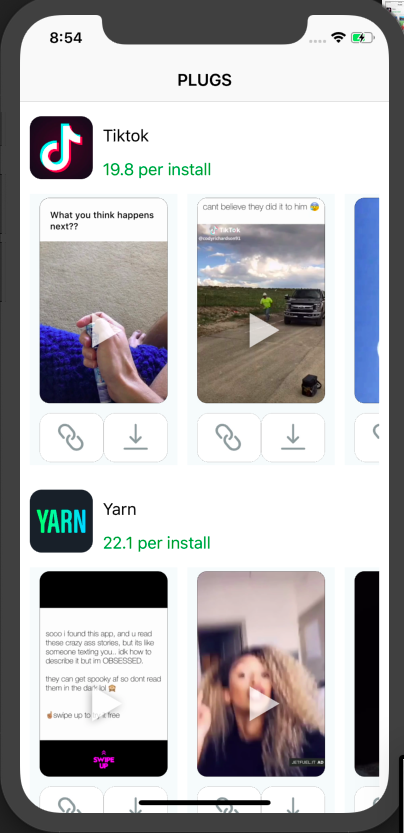 8:54
PLUGS
Tiktok
19.8 per install
What you think happens
next??
cant believe they did it to him 😰
TikTok
Yarn
22.1 per install
YARN
sooo i found this app, and u read
these crazy ass stories, but its like
someone texting you.. idk how to
describe it but im OBSESSED.
they can get spooky af so dont read
them in the dark lol 🙈
☝swipe up to try it free
SWIPE
UP
JETFUEL.IT AD